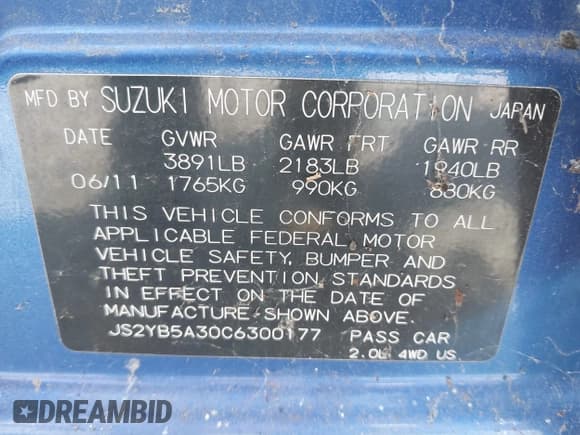 MFD BY SUZUKI MOTOR CORPORATION JAPAN
DATE GVWR GAWR FRT GAWR RR
3891LB 2183LB 1940LB
06/11 1765KG 990KG 880KG
THIS VEHICLE CONFORMS TO ALL
APPLICABLE FEDERAL MOTOR
VEHICLE SAFETY, BUMPER AND
THEFT PREVENTION STANDARDS
IN EFFECT ON THE DATE OF
MANUFACTURE SHOWN ABOVE.
JS2YB5A30C6300177 PASS CAR
2.0L 4WD US
DREAMBID